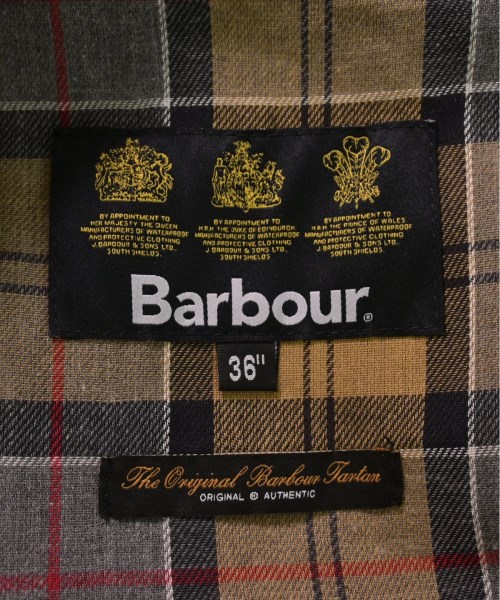 BY APPOINTMENT TO
HER MAJESTY THE QUEEN
MANUFACTURERS OF WATERPROOF
AND PROTECTIVE CLOTHING
J. BARBOUR & SONS LTD.
SOUTH SHIELDS.
BY APPOINTMENT TO
H.R.H. THE DUKE OF EDINBURGH
MANUFACTURERS OF WATERPROOF
AND PROTECTIVE CLOTHING
J. BARBOUR & SONS LTD.
SOUTH SHIELDS.
BY APPOINTMENT TO
H.R.H. THE PRINCE OF WALES
MANUFACTURERS OF WATERPROOF
AND PROTECTIVE CLOTHING
J. BARBOUR & SONS LTD.
SOUTH SHIELDS.
Barbour®
36"
The Original Barbour Tartan
ORIGINAL ® AUTHENTIC